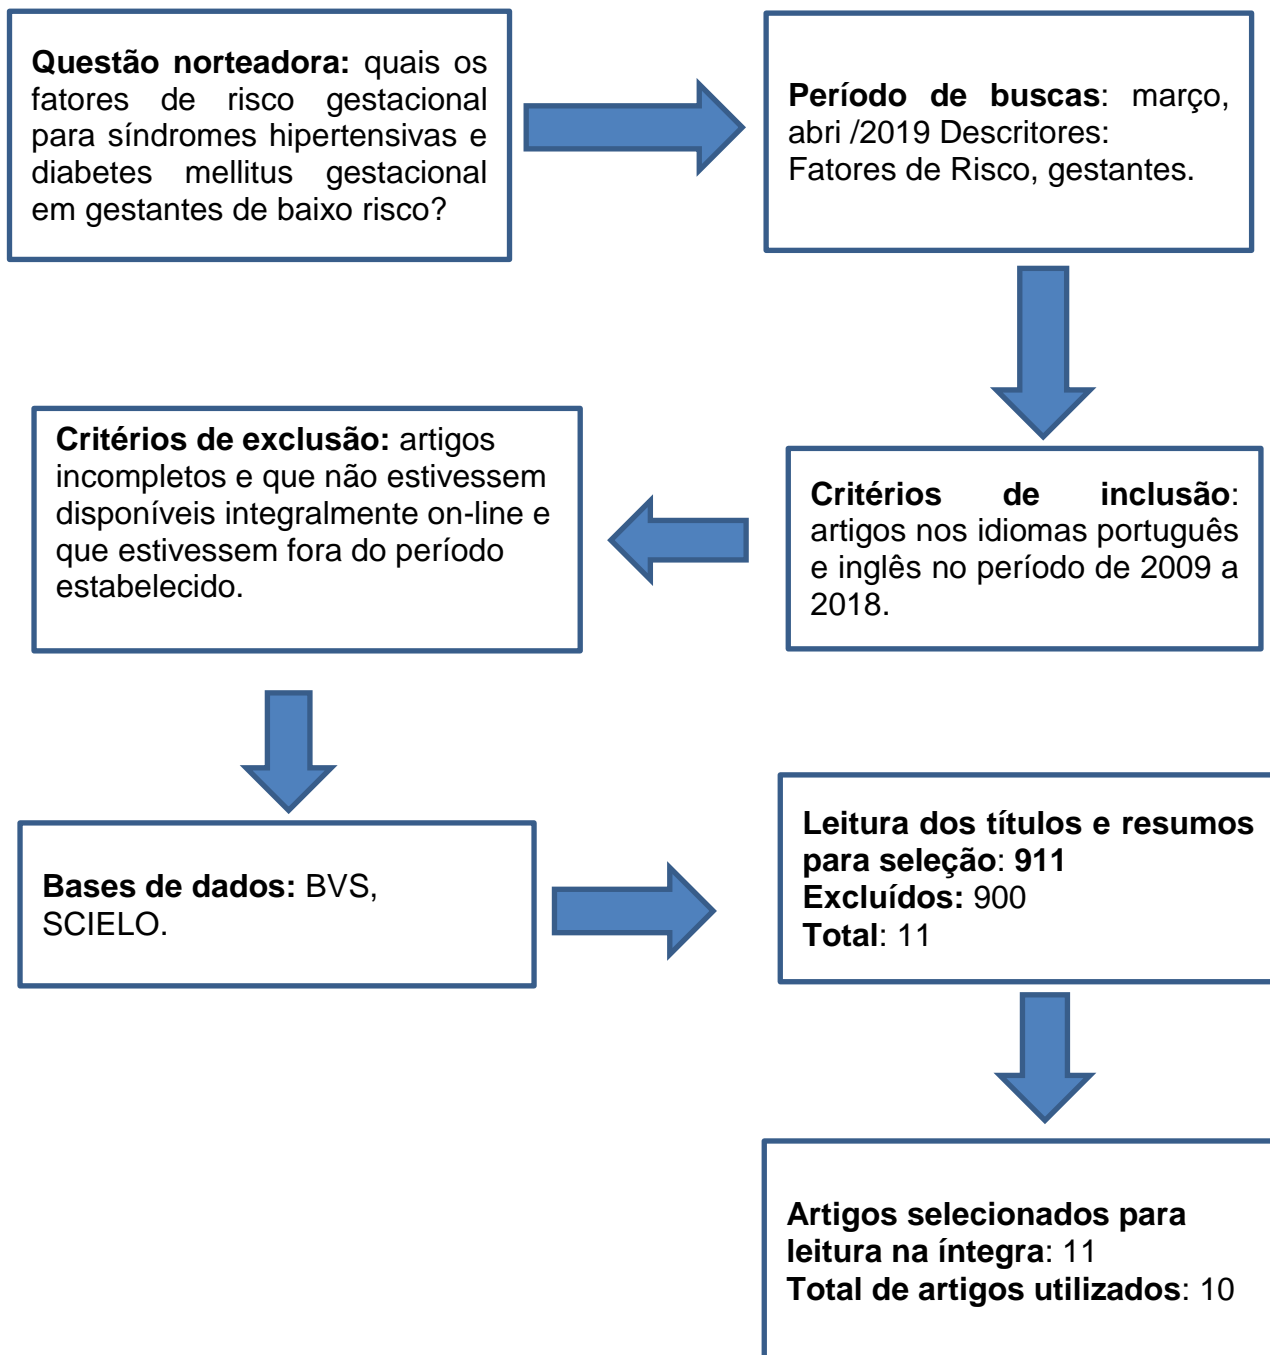 Questão norteadora: quais os
fatores de risco gestacional
para síndromes hipertensivas e
diabetes mellitus gestacional
em gestantes de baixo risco?
Período de buscas: março,
abri /2019 Descritores:
Fatores de Risco, gestantes.
Critérios de inclusão:
artigos nos idiomas português
e inglês no período de 2009 a
2018.
Critérios de exclusão: artigos
incompletos e que não estivessem
disponíveis integralmente on-line e
que estivessem fora do período
estabelecido.
Bases de dados: BVS,
SCIELO.
Leitura dos títulos e resumos
para seleção: 911
Excluídos: 900
Total: 11
Artigos selecionados para
leitura na íntegra: 11
Total de artigos utilizados: 10